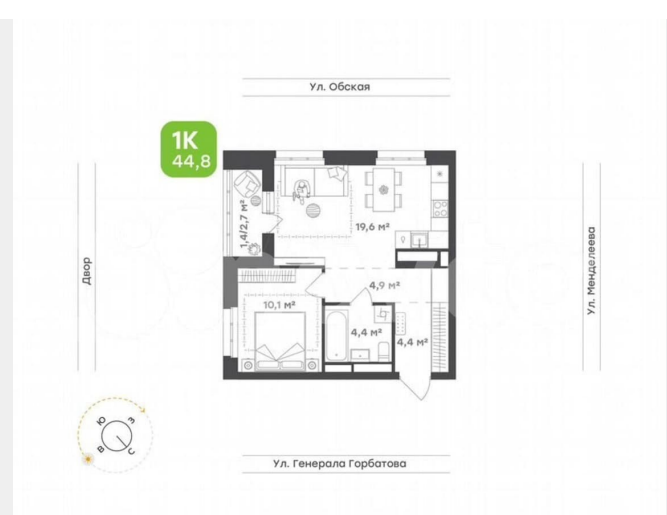 Ул. Обская
1К
44,8
1,4/2,7 м²
19,6 м²
Двор
Ул. Менделеева
4,9 м²
10,1 м²
4,4 м²
4,4 м²
Ю
З
В
С
Ул. Генерала Горбатова